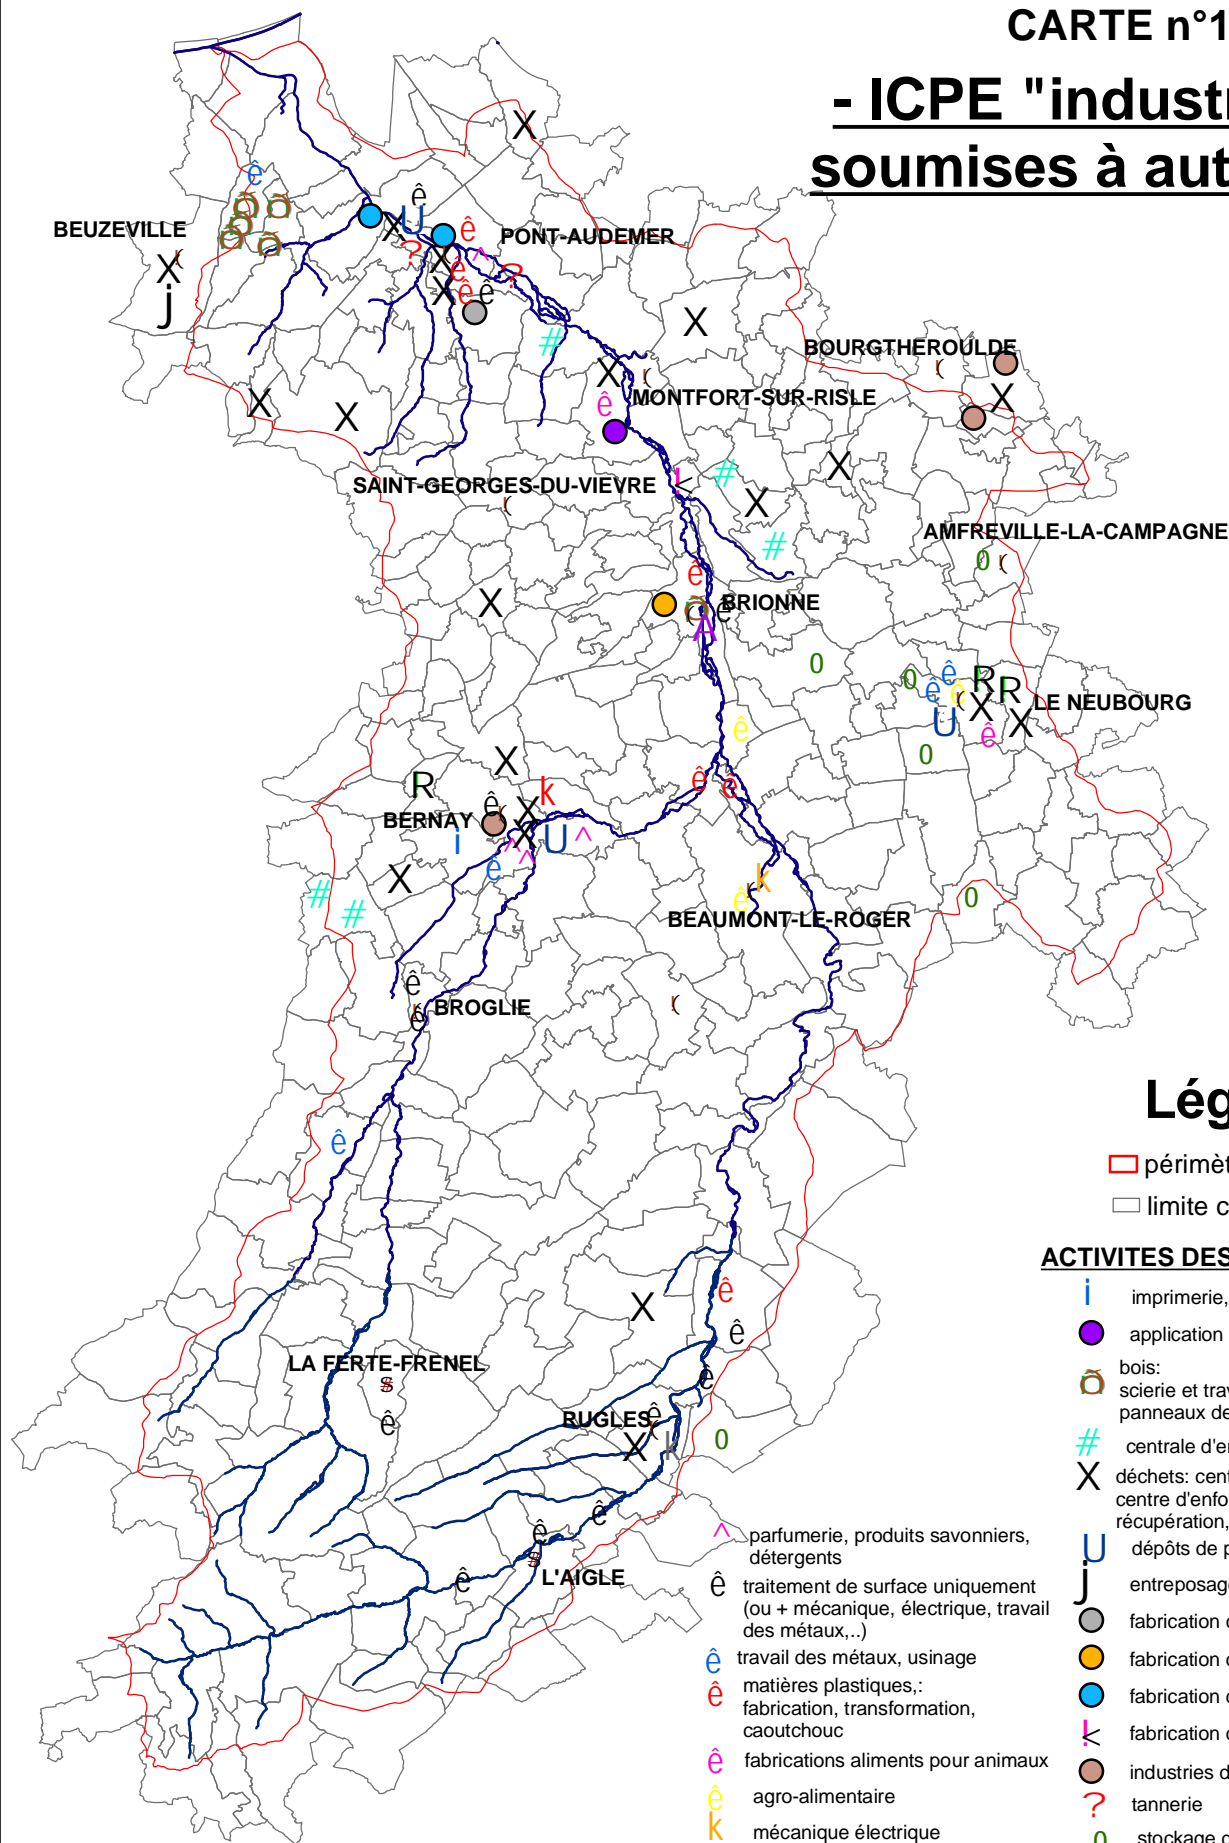 CARTE n°1
- ICPE "industr
soumises à aut
BEUZEVILLE
PONT-AUDEMER
BOURGTHEROULDE
MONTFORT-SUR-RISLE
SAINT-GEORGES-DU-VIEVRE
AMFREVILLE-LA-CAMPAGNE
BRIONNE
LE NEUBOURG
BERNAY
BEAUMONT-LE-ROGER
BROGLIE
LA FERTE-FRENEL
RUGLES
L'AIGLE
Lég
périmèt
limite c
ACTIVITES DES
imprimerie,
application
bois:
scierie et trav
panneaux de
centrale d'e
déchets: cent
centre d'enfo
récupération,
dépôts de p
entreposage
fabrication c
fabrication c
fabrication c
fabrication c
industries d
tannerie
stockage c
parfumerie, produits savonniers,
détergents
traitement de surface uniquement
(ou + mécanique, électrique, travail
des métaux,..)
travail des métaux, usinage
matières plastiques,:
fabrication, transformation,
caoutchouc
fabrications aliments pour animaux
agro-alimentaire
mécanique électrique